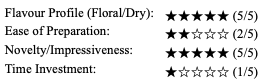 Flavour Profile (Floral/Dry): ★★★★★ (5/5)
Ease of Preparation: ★★☆☆☆ (2/5)
Novelty/Impressiveness: ★★★★★ (5/5)
Time Investment: ★☆☆☆☆ (1/5)